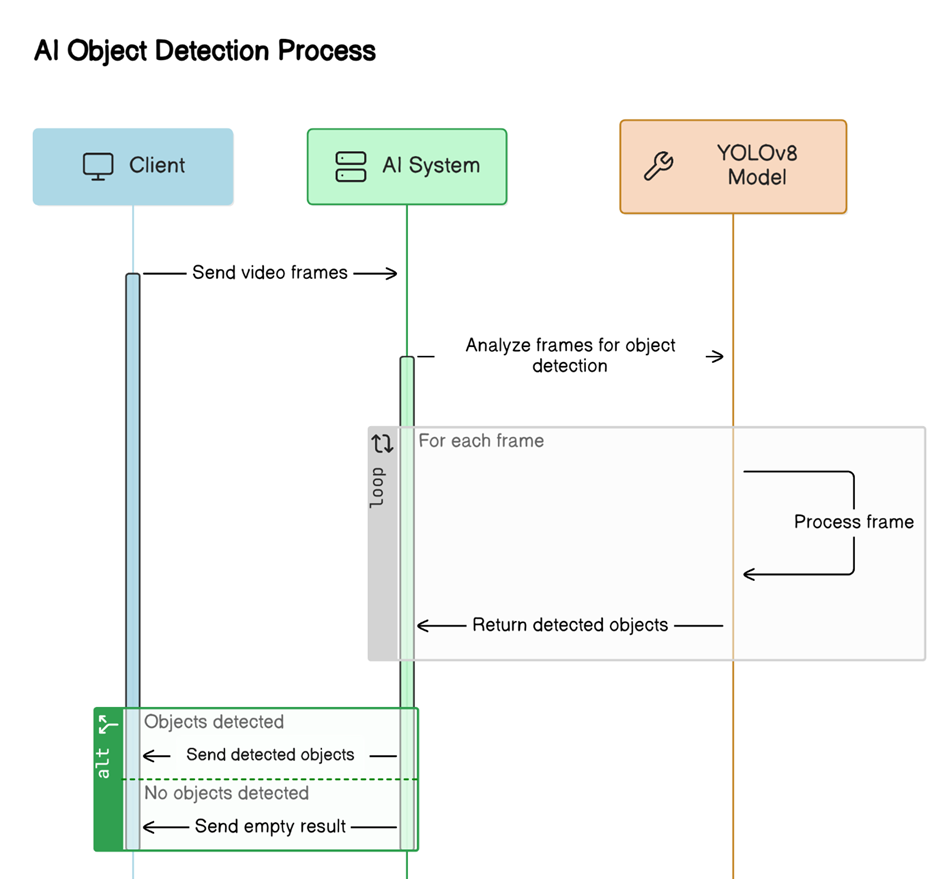 AI Object Detection Process
Client
AI System
YOLOv8
Model
Send video frames
Analyze frames for object
detection
For each frame
loop
Process frame
Return detected objects
alt
Objects detected
Send detected objects
No objects detected
Send empty result